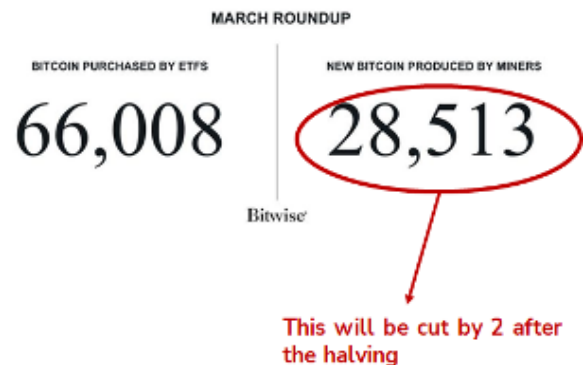 MARCH ROUNDUP
BITCOIN PURCHASED BY ETFS
66,008
NEW BITCOIN PRODUCED BY MINERS
28,513
Bitwise
This will be cut by 2 after
the halving